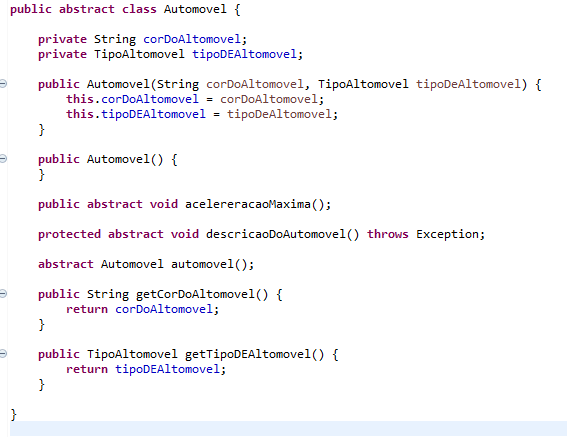 public abstract class Automovel {
private String corDoAltomovel;
private TipoAltomovel tipoDEAltomovel;
public Automovel(String corDoAltomovel, TipoAltomovel tipoDeAltomovel) {
this.corDoAltomovel = corDoAltomovel;
this.tipoDEAltomovel = tipoDeAltomovel;
}
public Automovel() {
}
public abstract void acelereracaoMaxima();
protected abstract void descricaoDoAutomovel() throws Exception;
abstract Automovel automovel();
public String getCorDoAltomovel() {
return corDoAltomovel;
}
public TipoAltomovel getTipoDEAltomovel() {
return tipoDEAltomovel;
}
}